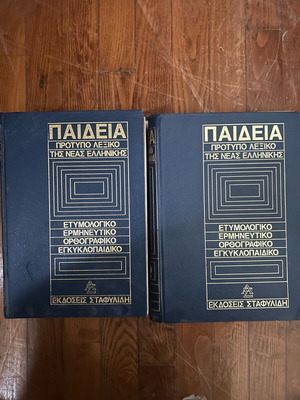 ΠΑΙΔΕΙΑ
ΠΡΟΤΥΠΟ ΛΕΞΙΚΟ
ΤΗΣ ΝΕΑΣ ΕΛΛΗΝΙΚΗΣ
ΕΤΥΜΟΛΟΓΙΚΟ
ΕΡΜΗΝΕΥΤΙΚΟ
ΟΡΘΟΓΡΑΦΙΚΟ
ΕΓΚΥΚΛΟΠΑΙΔΙΚΟ
ΕΚΔΟΣΕΙΣ ΣΤΑΦΥΛΙΔΗ
ΠΑΙΔΕΙΑ
ΠΡΟΤΥΠΟ ΛΕΞΙΚΟ
ΤΗΣ ΝΕΑΣ ΕΛΛΗΝΙΚΗΣ
ΕΤΥΜΟΛΟΓΙΚΟ
ΕΡΜΗΝΕΥΤΙΚΟ
ΟΡΘΟΓΡΑΦΙΚΟ
ΕΓΚΥΚΛΟΠΑΙΔΙΚΟ
ΕΚΔΟΣΕΙΣ ΣΤΑΦΥΛΙΔΗ